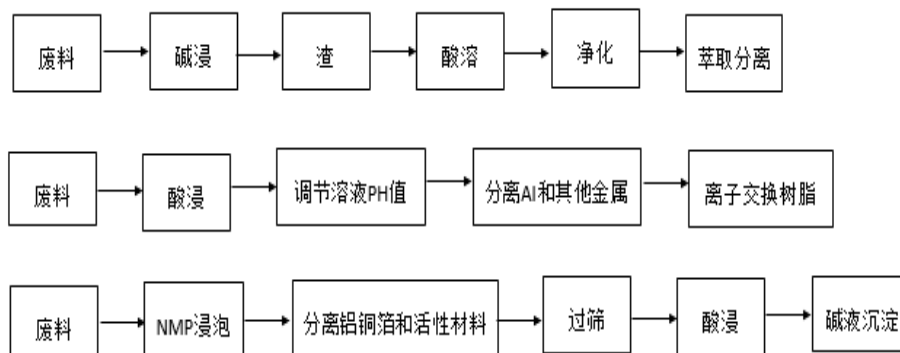 废料 碱浸 渣 酸溶 净化 萃取分离
废料 酸浸 调节溶液PH值 分离AI和其他金属 离子交换树脂
废料 NMP浸泡 分离铝铜箔和活性材料 过筛 酸浸 碱液沉淀